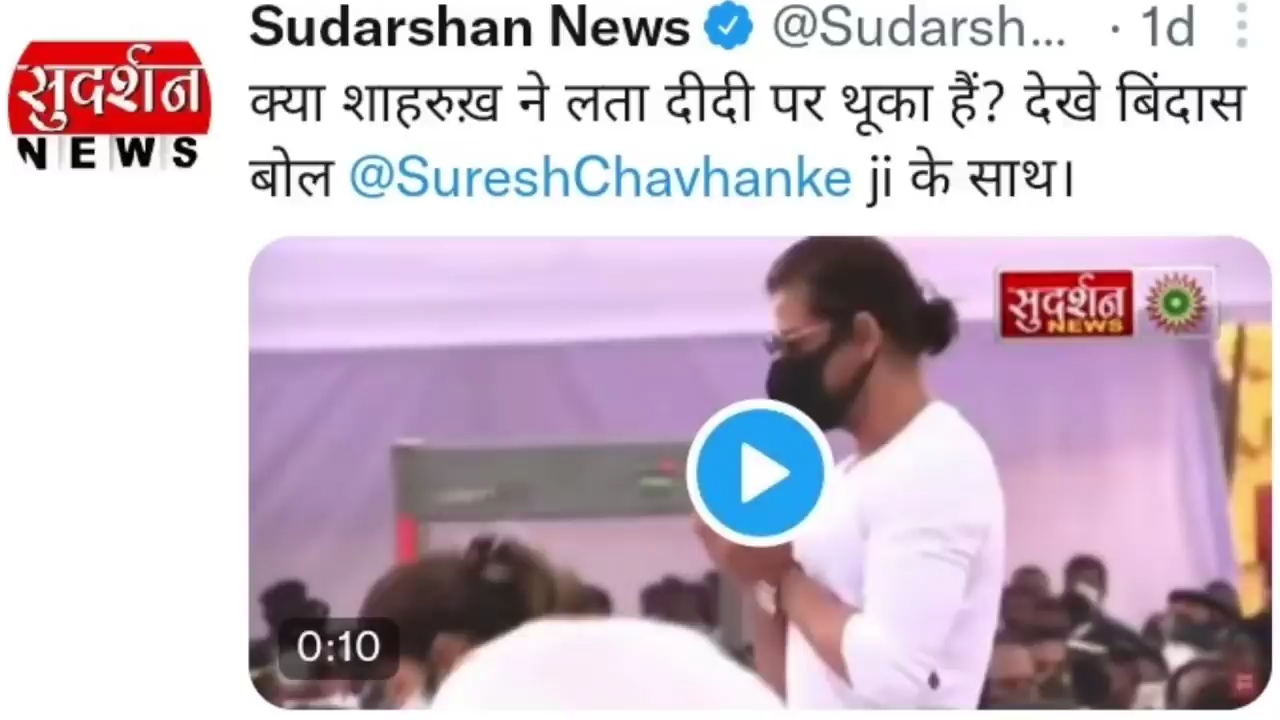 सुदर्शन
NEWS
Sudarshan News @Sudarsh... · 1d
क्या शाहरुख़ ने लता दीदी पर थूका हैं? देखे बिंदास
बोल @SureshChavhanke ji के साथ।
सुदर्शन
NEWS
0:10